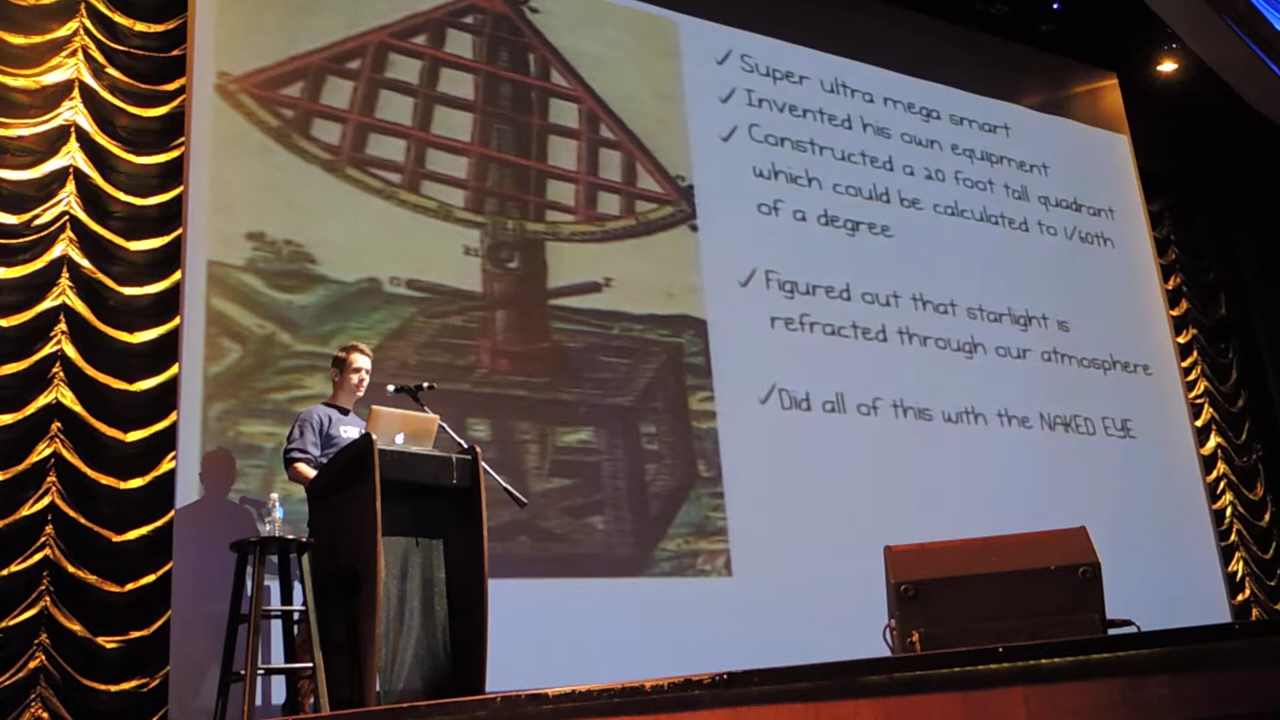 ✓ Super ultra mega smart
✓ Invented his own equipment
✓ Constructed a 20 foot tall quadrant
which could be calculated to 1/60th
of a degree
✓ Figured out that starlight is
refracted through our atmosphere
✓ Did all of this with the NAKED EYE